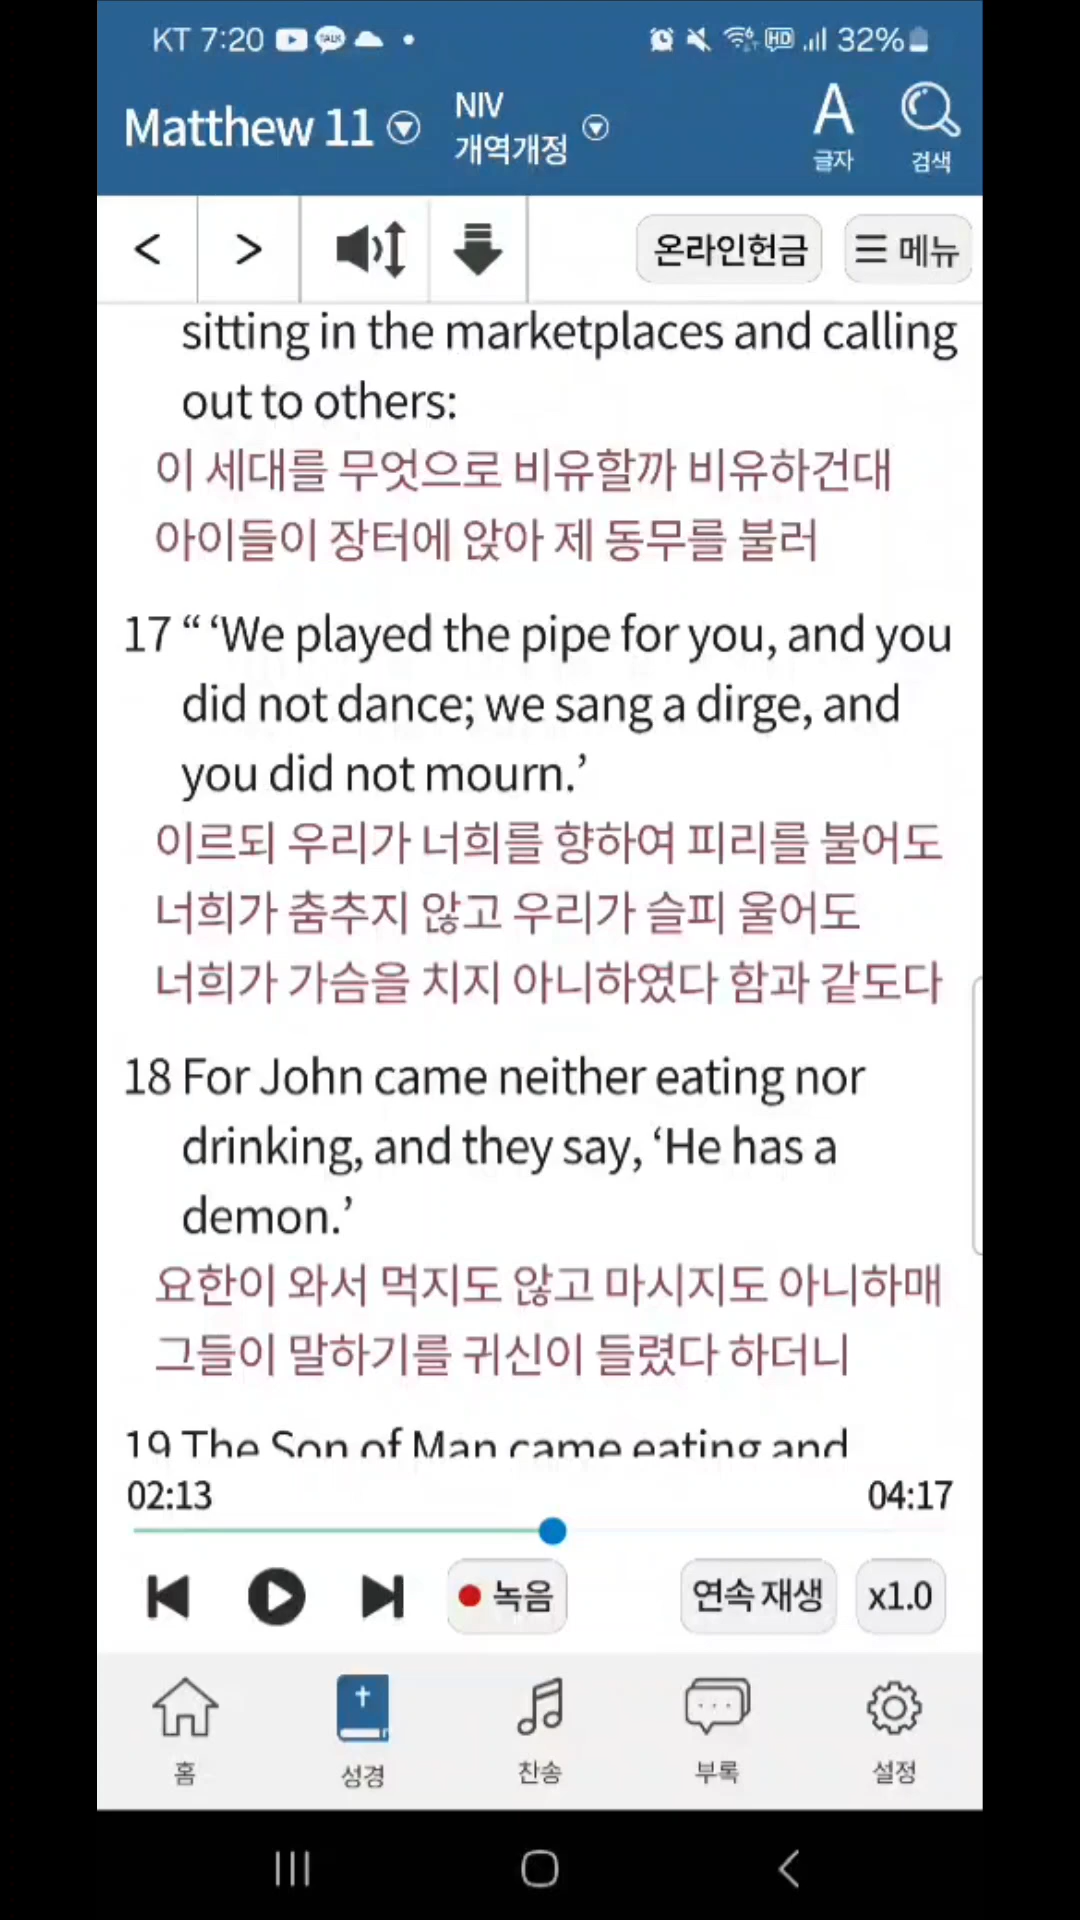 KT 7:20 TALK HD 32%
Matthew 11 NIV 개역개정
A 글자 검색
< > 온라인헌금 메뉴
sitting in the marketplaces and calling
out to others:
이 세대를 무엇으로 비유할까 비유하건대
아이들이 장터에 앉아 제 동무를 불러
17 “ ‘We played the pipe for you, and you
did not dance; we sang a dirge, and
you did not mourn.’
이르되 우리가 너희를 향하여 피리를 불어도
너희가 춤추지 않고 우리가 슬피 울어도
너희가 가슴을 치지 아니하였다 함과 같도다
18 For John came neither eating nor
drinking, and they say, ‘He has a
demon.’
요한이 와서 먹지도 않고 마시지도 아니하매
그들이 말하기를 귀신이 들렸다 하더니
19 The Son of Man came eating and
02:13 04:17
녹음 연속 재생 x1.0
홈 성경 찬송 부록 설정